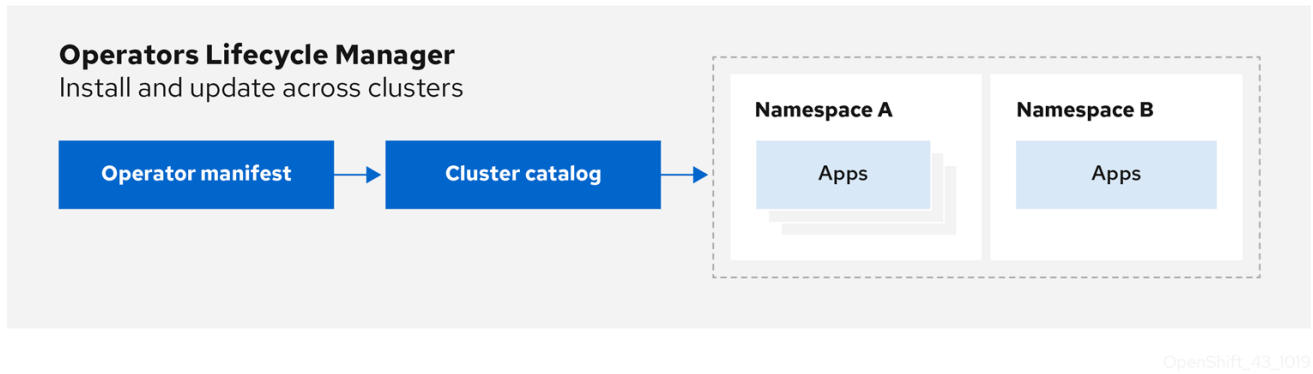 Operators Lifecycle Manager
Install and update across clusters
Operator manifest
Cluster catalog
Namespace A
Apps
Namespace B
Apps
OpenShift_43_1019